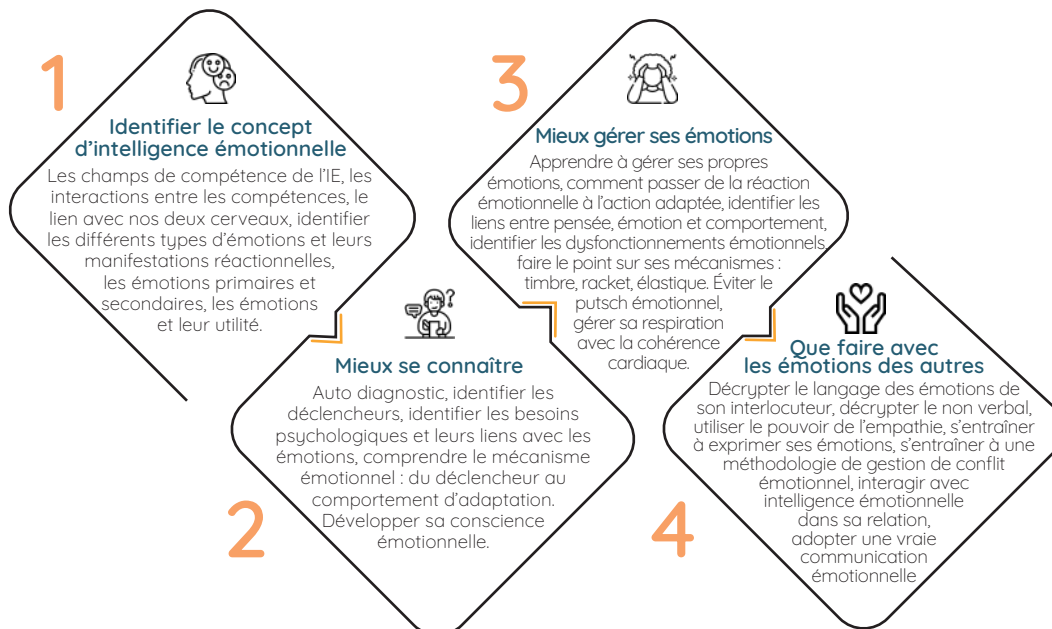 1
Identifier le concept
d’intelligence émotionnelle
Les champs de compétence de l’IE, les
interactions entre les compétences, le
lien avec nos deux cerveaux, identifier
les différents types d’émotions et leurs
manifestations réactionnelles,
les émotions primaires et
secondaires, les émotions
et leur utilité.
2
Mieux se connaître
Auto diagnostic, identifier les
déclencheurs, identifier les besoins
psychologiques et leurs liens avec les
émotions, comprendre le mécanisme
émotionnel : du déclencheur au
comportement d’adaptation.
Développer sa conscience
émotionnelle.
3
Mieux gérer ses émotions
Apprendre à gérer ses propres
émotions, comment passer de la réaction
émotionnelle à l’action adaptée, identifier les
liens entre pensée, émotion et comportement,
identifier les dysfonctionnements émotionnels,
faire le point sur ses mécanismes :
timbre, racket, élastique. Éviter le
putsch émotionnel,
gérer sa respiration
avec la cohérence
cardiaque.
4
Que faire avec
les émotions des autres
Décrypter le langage des émotions de
son interlocuteur, décrypter le non verbal,
utiliser le pouvoir de l’empathie, s’entraîner
à exprimer ses émotions, s’entraîner à une
méthodologie de gestion de conflit
émotionnel, interagir avec
intelligence émotionnelle
dans sa relation,
adopter une vraie
communication
émotionnelle